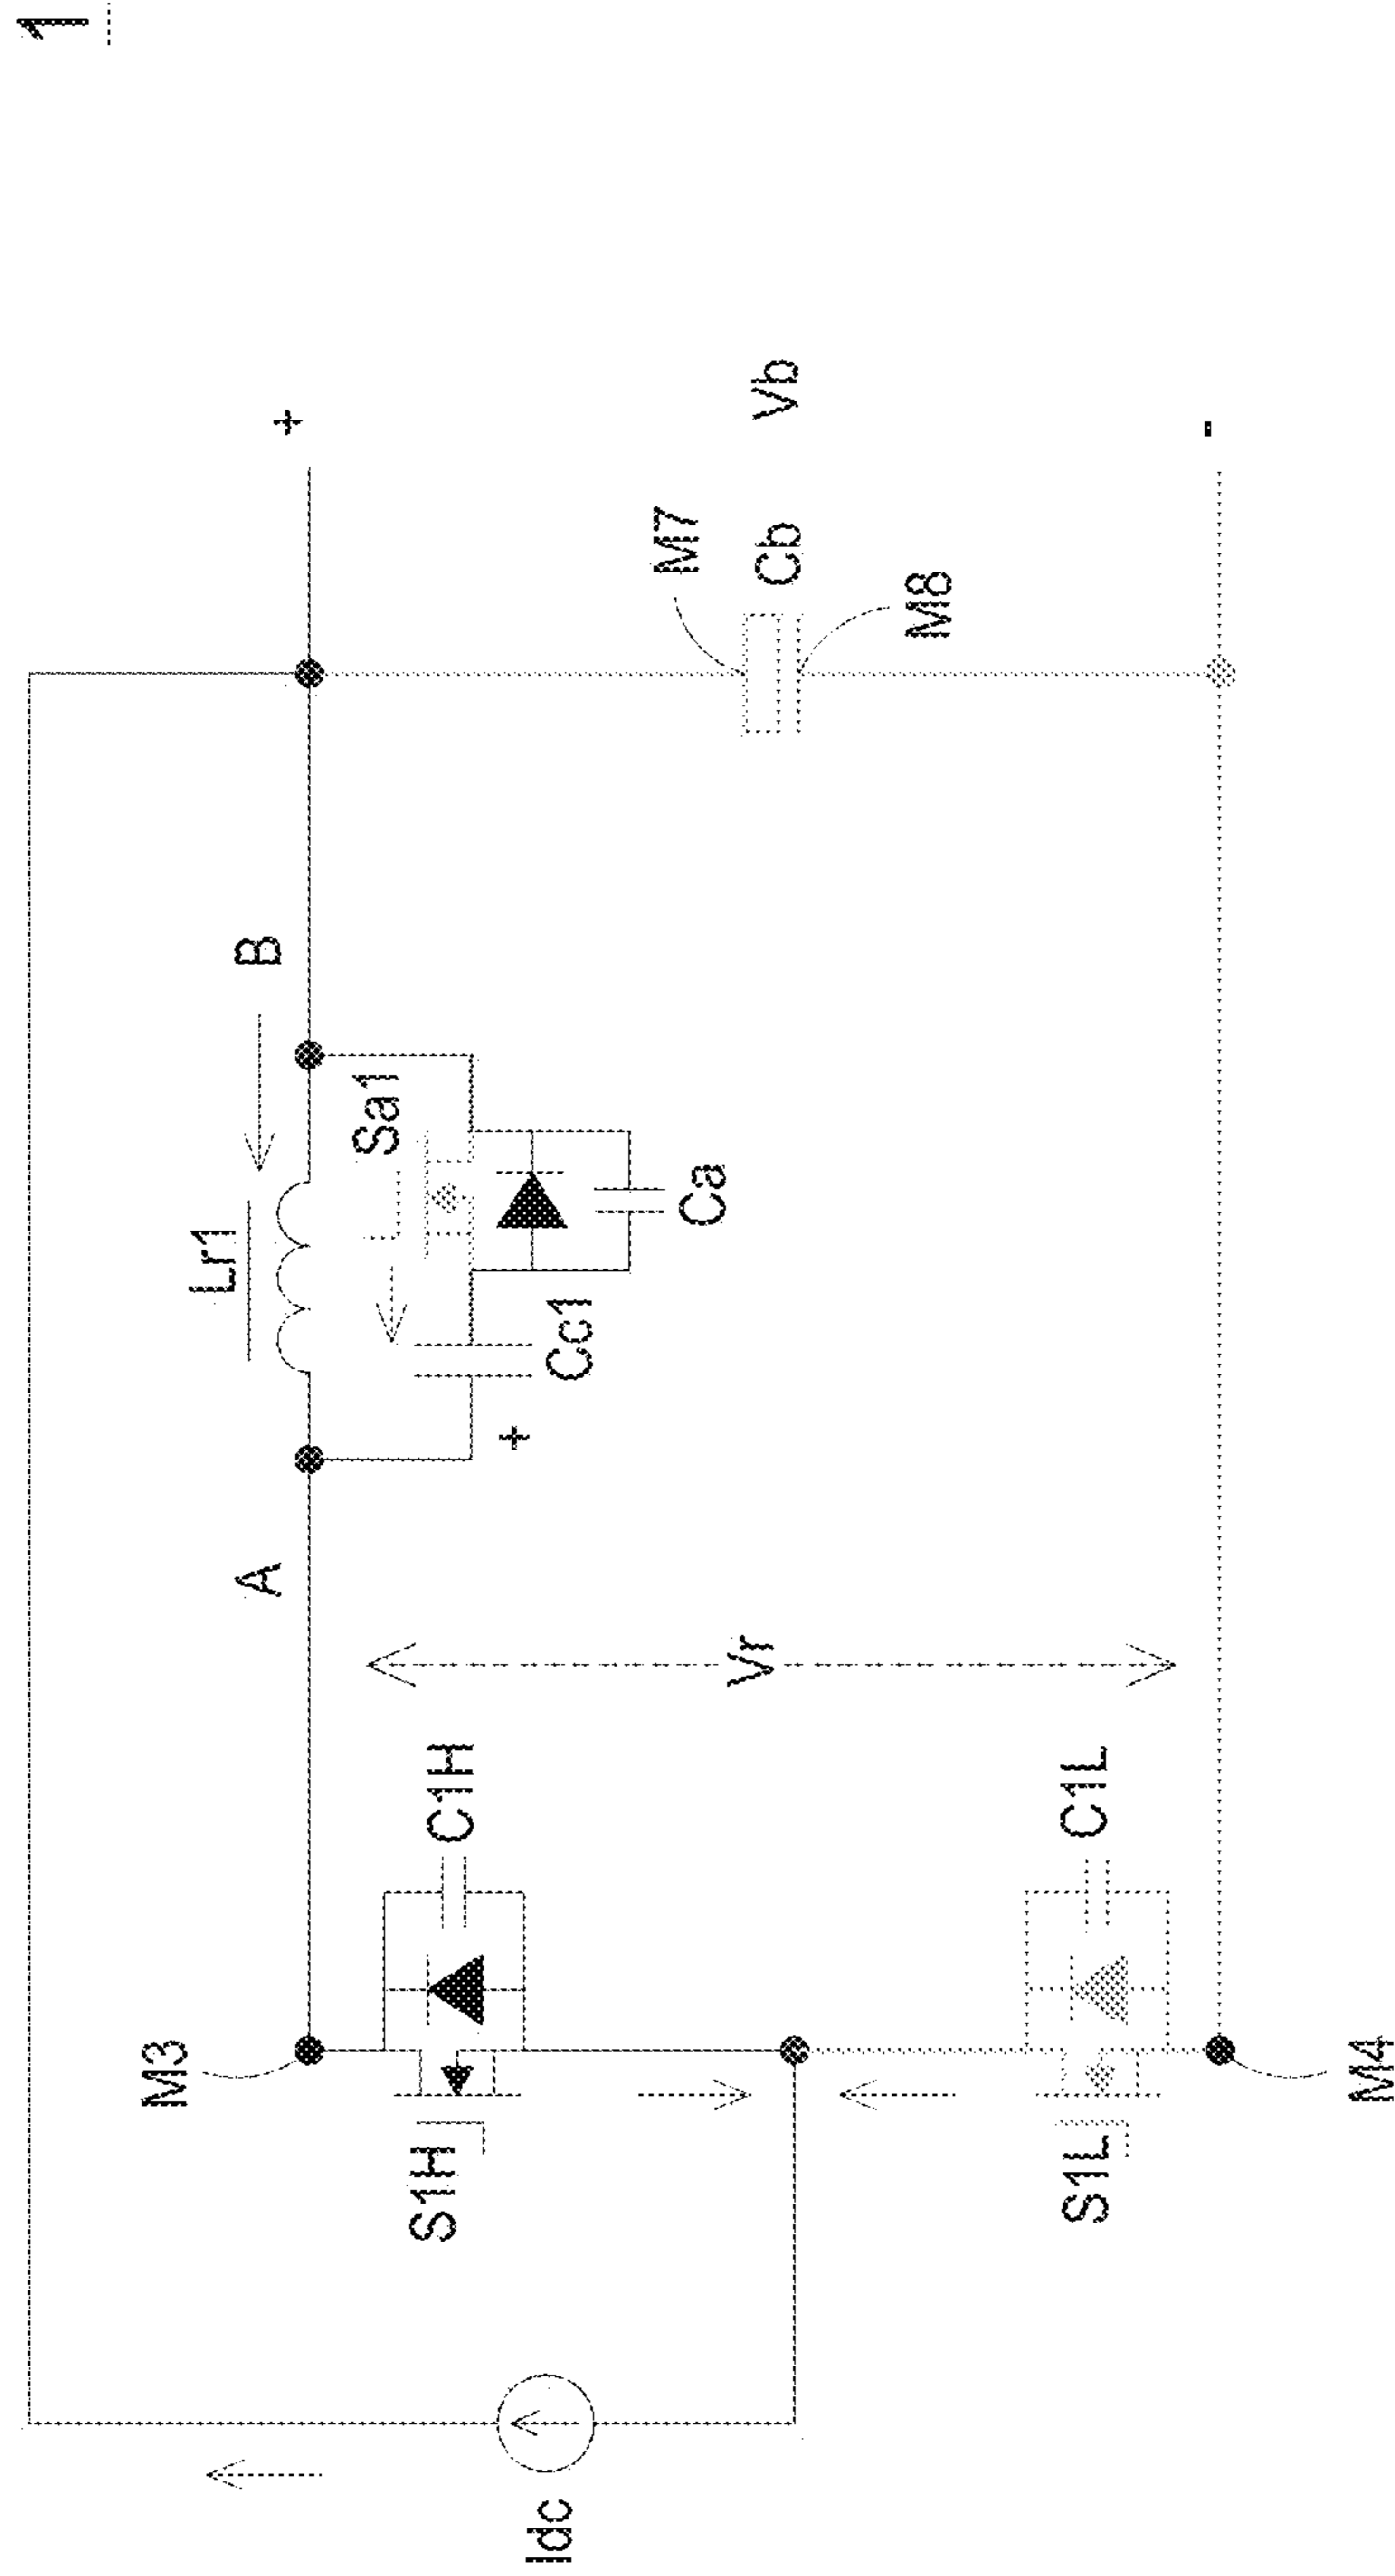 1
+
-
Vb
M7
Cb
M8
B
Sa1
Lr1
Ca
Cc1
+
A
Vr
C1H
C1L
M3
M4
S1H
S1L
Idc